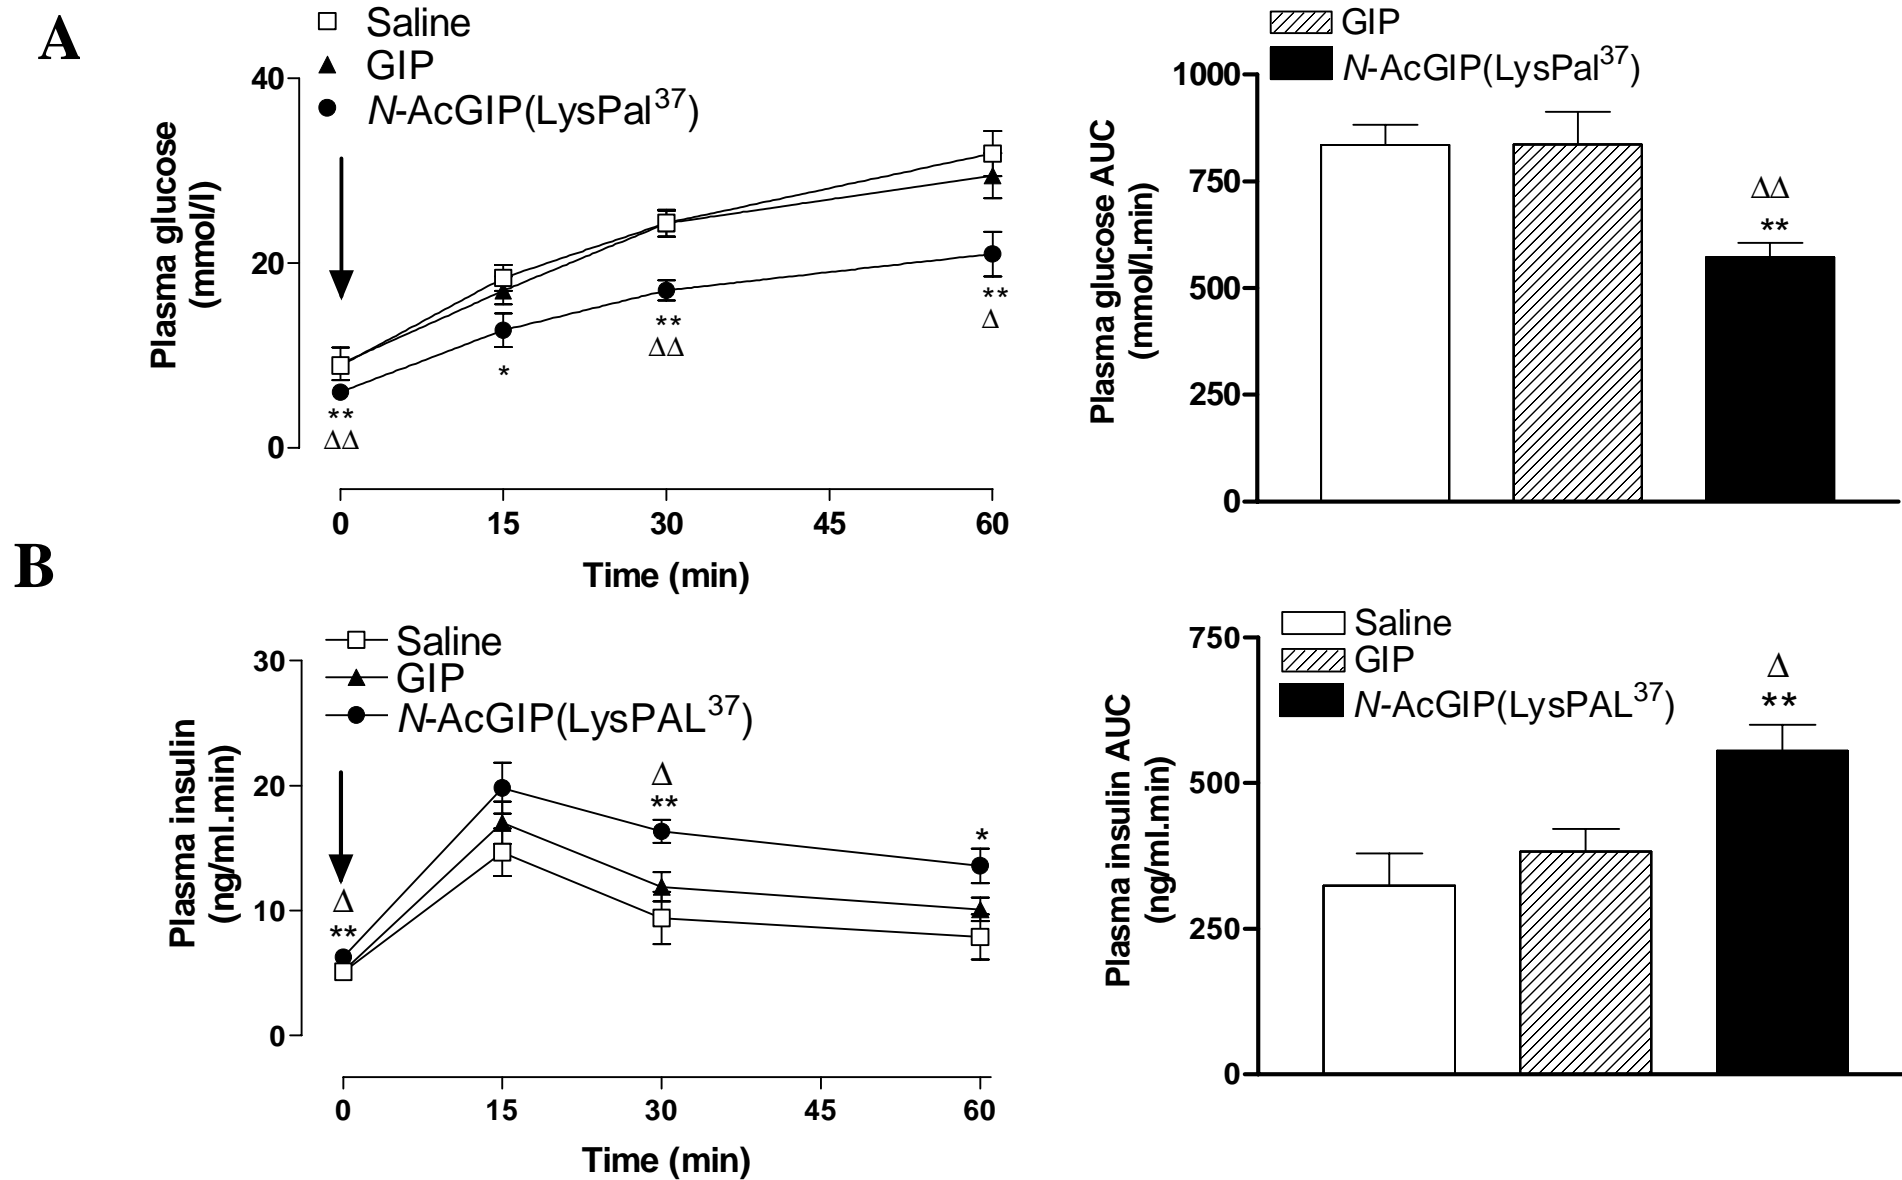 A
Saline
GIP
N-AcGIP(LysPal37)
40
20
0
Plasma glucose
(mmol/l)
**
ΔΔ
*
**
ΔΔ
**
Δ
0 15 30 45 60
Time (min)
GIP
N-AcGIP(LysPal37)
1000
750
500
250
0
Plasma glucose AUC
(mmol/l.min)
ΔΔ
**
B
Saline
GIP
N-AcGIP(LysPAL37)
30
20
10
0
Plasma insulin
(ng/ml.min)
Δ
**
Δ
**
*
0 15 30 45 60
Time (min)
Saline
GIP
N-AcGIP(LysPAL37)
750
500
250
0
Plasma insulin AUC
(ng/ml.min)
Δ
**